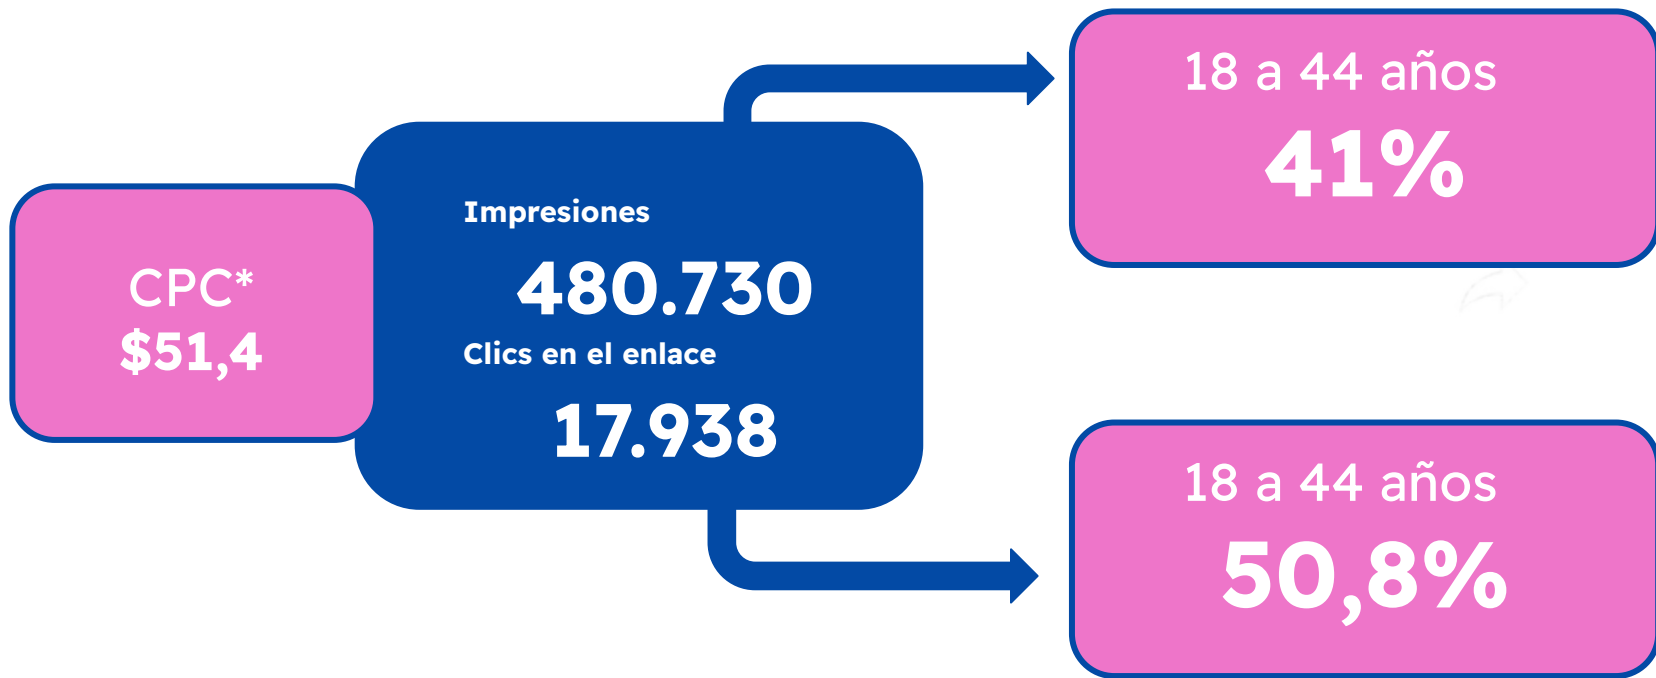 CPC*
$51,4
Impresiones
480.730
Clics en el enlace
17.938
18 a 44 años
41%
18 a 44 años
50,8%